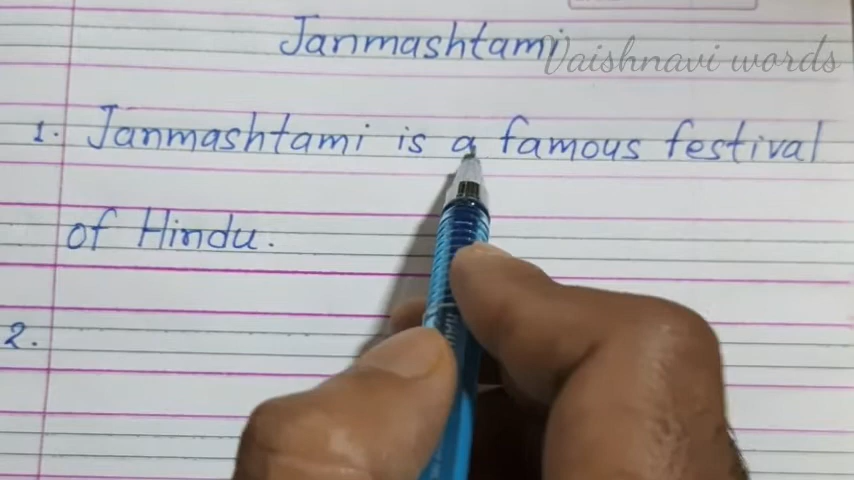 Janmashtami
Vaishnavi words
1. Janmashtami is a famous festival
of Hindu.
2.